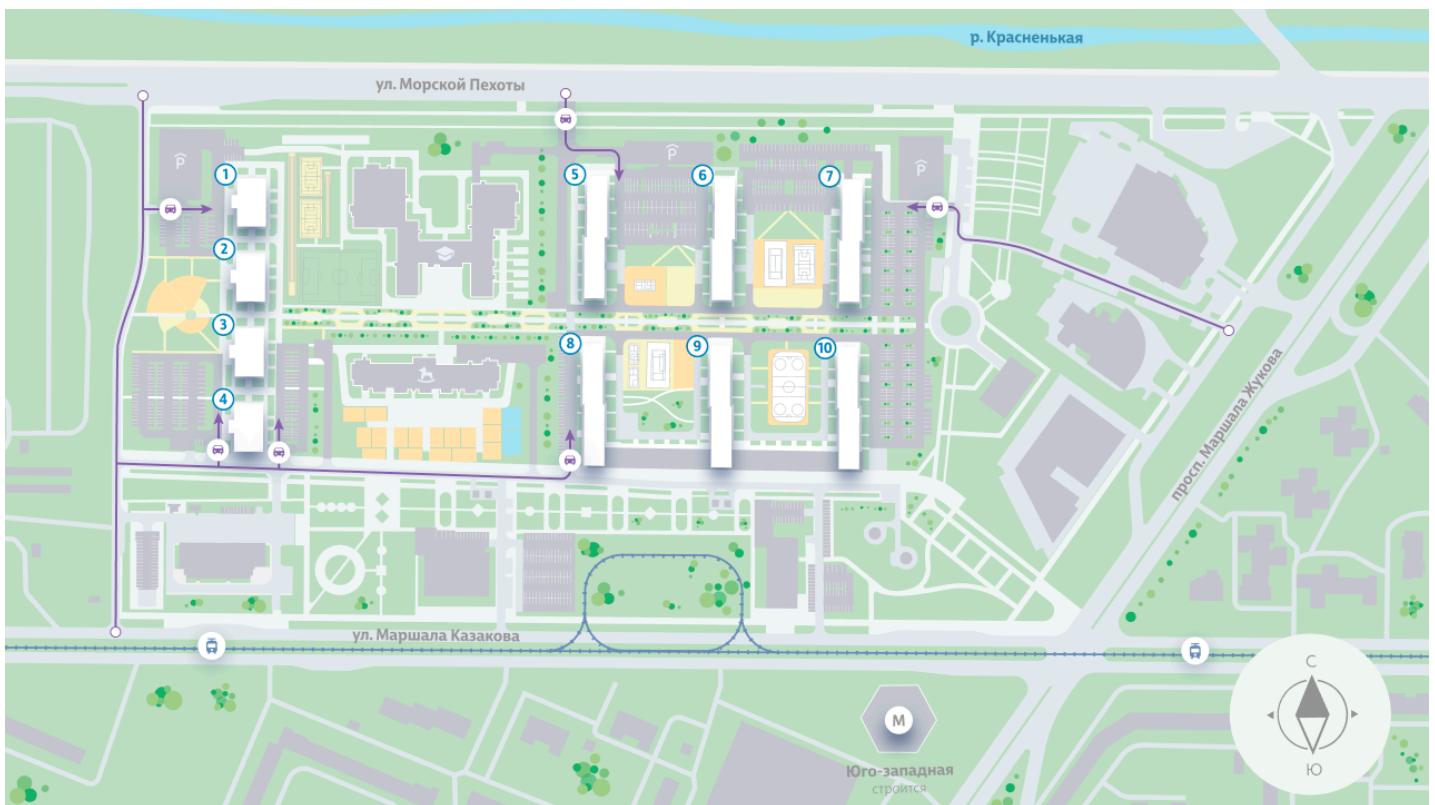 р. Красненькая
ул. Морской Пехоты
P
P
P
1
5
6
7
2
3
8
9
10
4
просп. Маршала Жукова
ул. Маршала Казакова
С
М
Юго-западная
строится
Ю